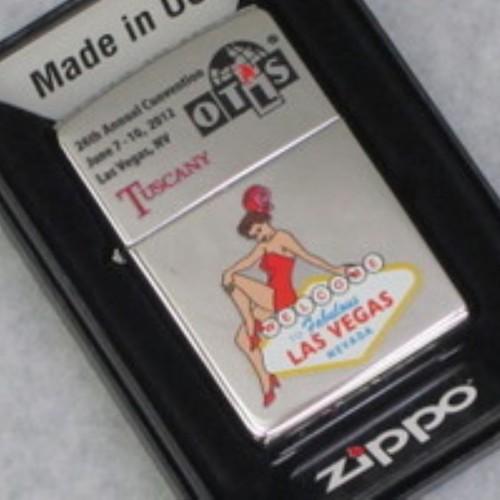 Made in
26th Annual Convention
June 7-10, 2012
Las Vegas, NV
TUSCANY
OTLS
®
WELCOME
TO Fabulous
LAS VEGAS
NEVADA
zippo